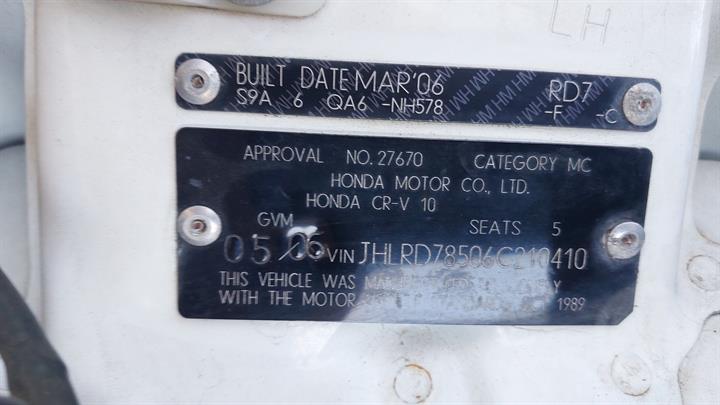 LH
BUILT DATE MAR'06 RD7
S9A 6 QA6 -NH578 -F -C
APPROVAL NO. 27670 CATEGORY MC
HONDA MOTOR CO., LTD.
HONDA CR-V 10
GVM SEATS 5
05/06 VIN JHLRD78506C210410
THIS VEHICLE WAS
WITH THE MOTOR 1989